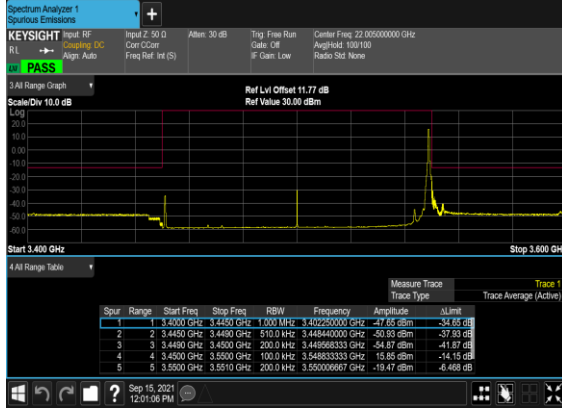 Spectrum Analyzer 1
Spurious Emissions
KEYSIGHT Input: RF Input Z: 50 Ω Atten: 30 dB Trig: Free Run Center Freq: 22.005000000 GHz
RL Coupling: DC Corr CCorr Gate: Off Avg|Hold: 100/100
Align: Auto Freq Ref: Int (S) IF Gain: Low Radio Std: None
PASS
3 All Range Graph Ref Lvl Offset 11.77 dB
Scale/Div 10.0 dB Ref Value 30.00 dBm
Log
20.0
10.0
0.00
-10.0
-20.0
-30.0
-40.0
-50.0
-60.0
Start 3.400 GHz Stop 3.600 GH
4 All Range Table
Measure Trace Trace 1
Trace Type Trace Average (Active)
Spur Range Start Freq Stop Freq RBW Frequency Amplitude ΔLimit
1 1 3.4000 GHz 3.4450 GHz 1.000 MHz 3.402250000 GHz -47.65 dBm -34.65 dB
2 2 3.4450 GHz 3.4490 GHz 510.0 kHz 3.448440000 GHz -50.93 dBm -37.93 dB
3 3 3.4490 GHz 3.4500 GHz 200.0 kHz 3.449568333 GHz -54.87 dBm -41.87 dB
4 4 3.4500 GHz 3.5500 GHz 100.0 kHz 3.548833333 GHz 15.85 dBm -14.15 dB
5 5 3.5500 GHz 3.5510 GHz 200.0 kHz 3.550006667 GHz -19.47 dBm -6.468 dB
? Sep 15, 2021
12:01:06 PM